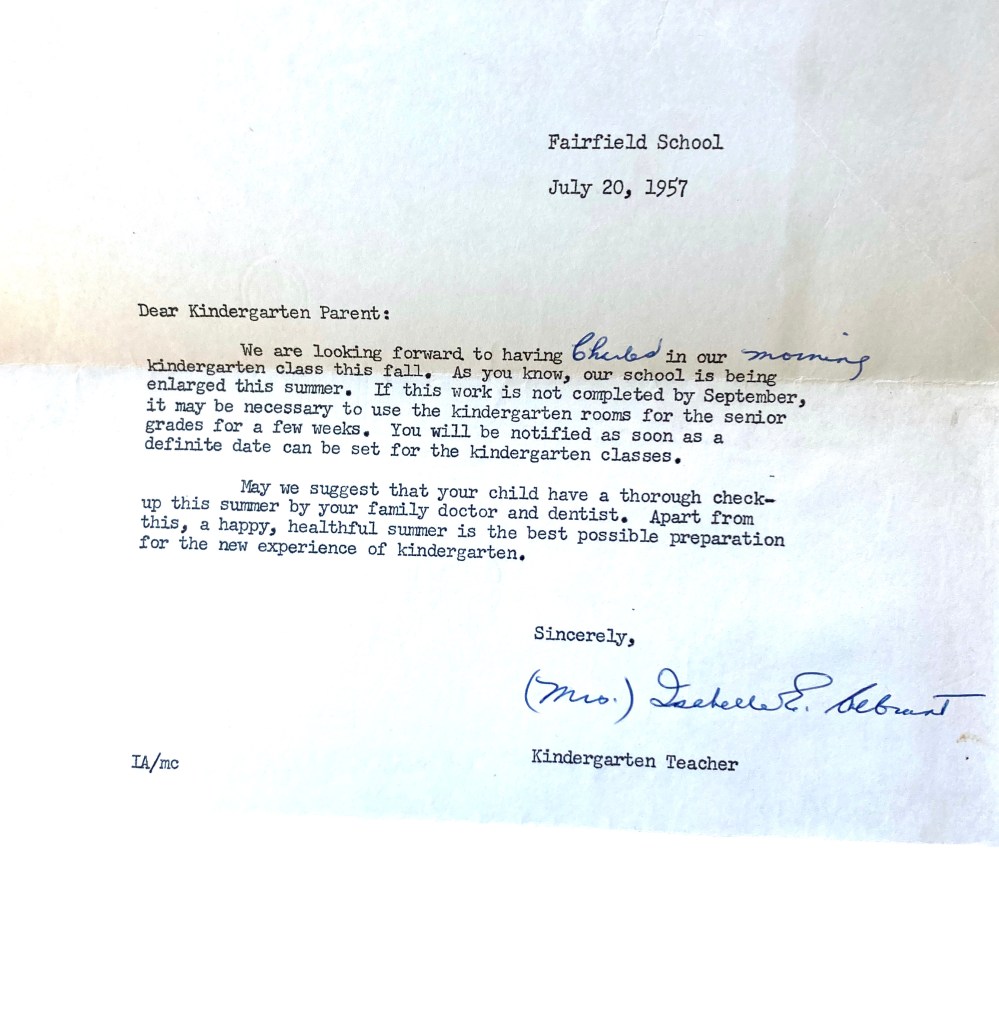 Fairfield School
July 20, 1957
Dear Kindergarten Parent:
We are looking forward to having Charles in our morning
kindergarten class this fall. As you know, our school is being
enlarged this summer. If this work is not completed by September,
it may be necessary to use the kindergarten rooms for the senior
grades for a few weeks. You will be notified as soon as a
definite date can be set for the kindergarten classes.
May we suggest that your child have a thorough check-
up this summer by your family doctor and dentist. Apart from
this, a happy, healthful summer is the best possible preparation
for the new experience of kindergarten.
Sincerely,
(Mrs.) Isabelle E.
Kindergarten Teacher
IA/mc